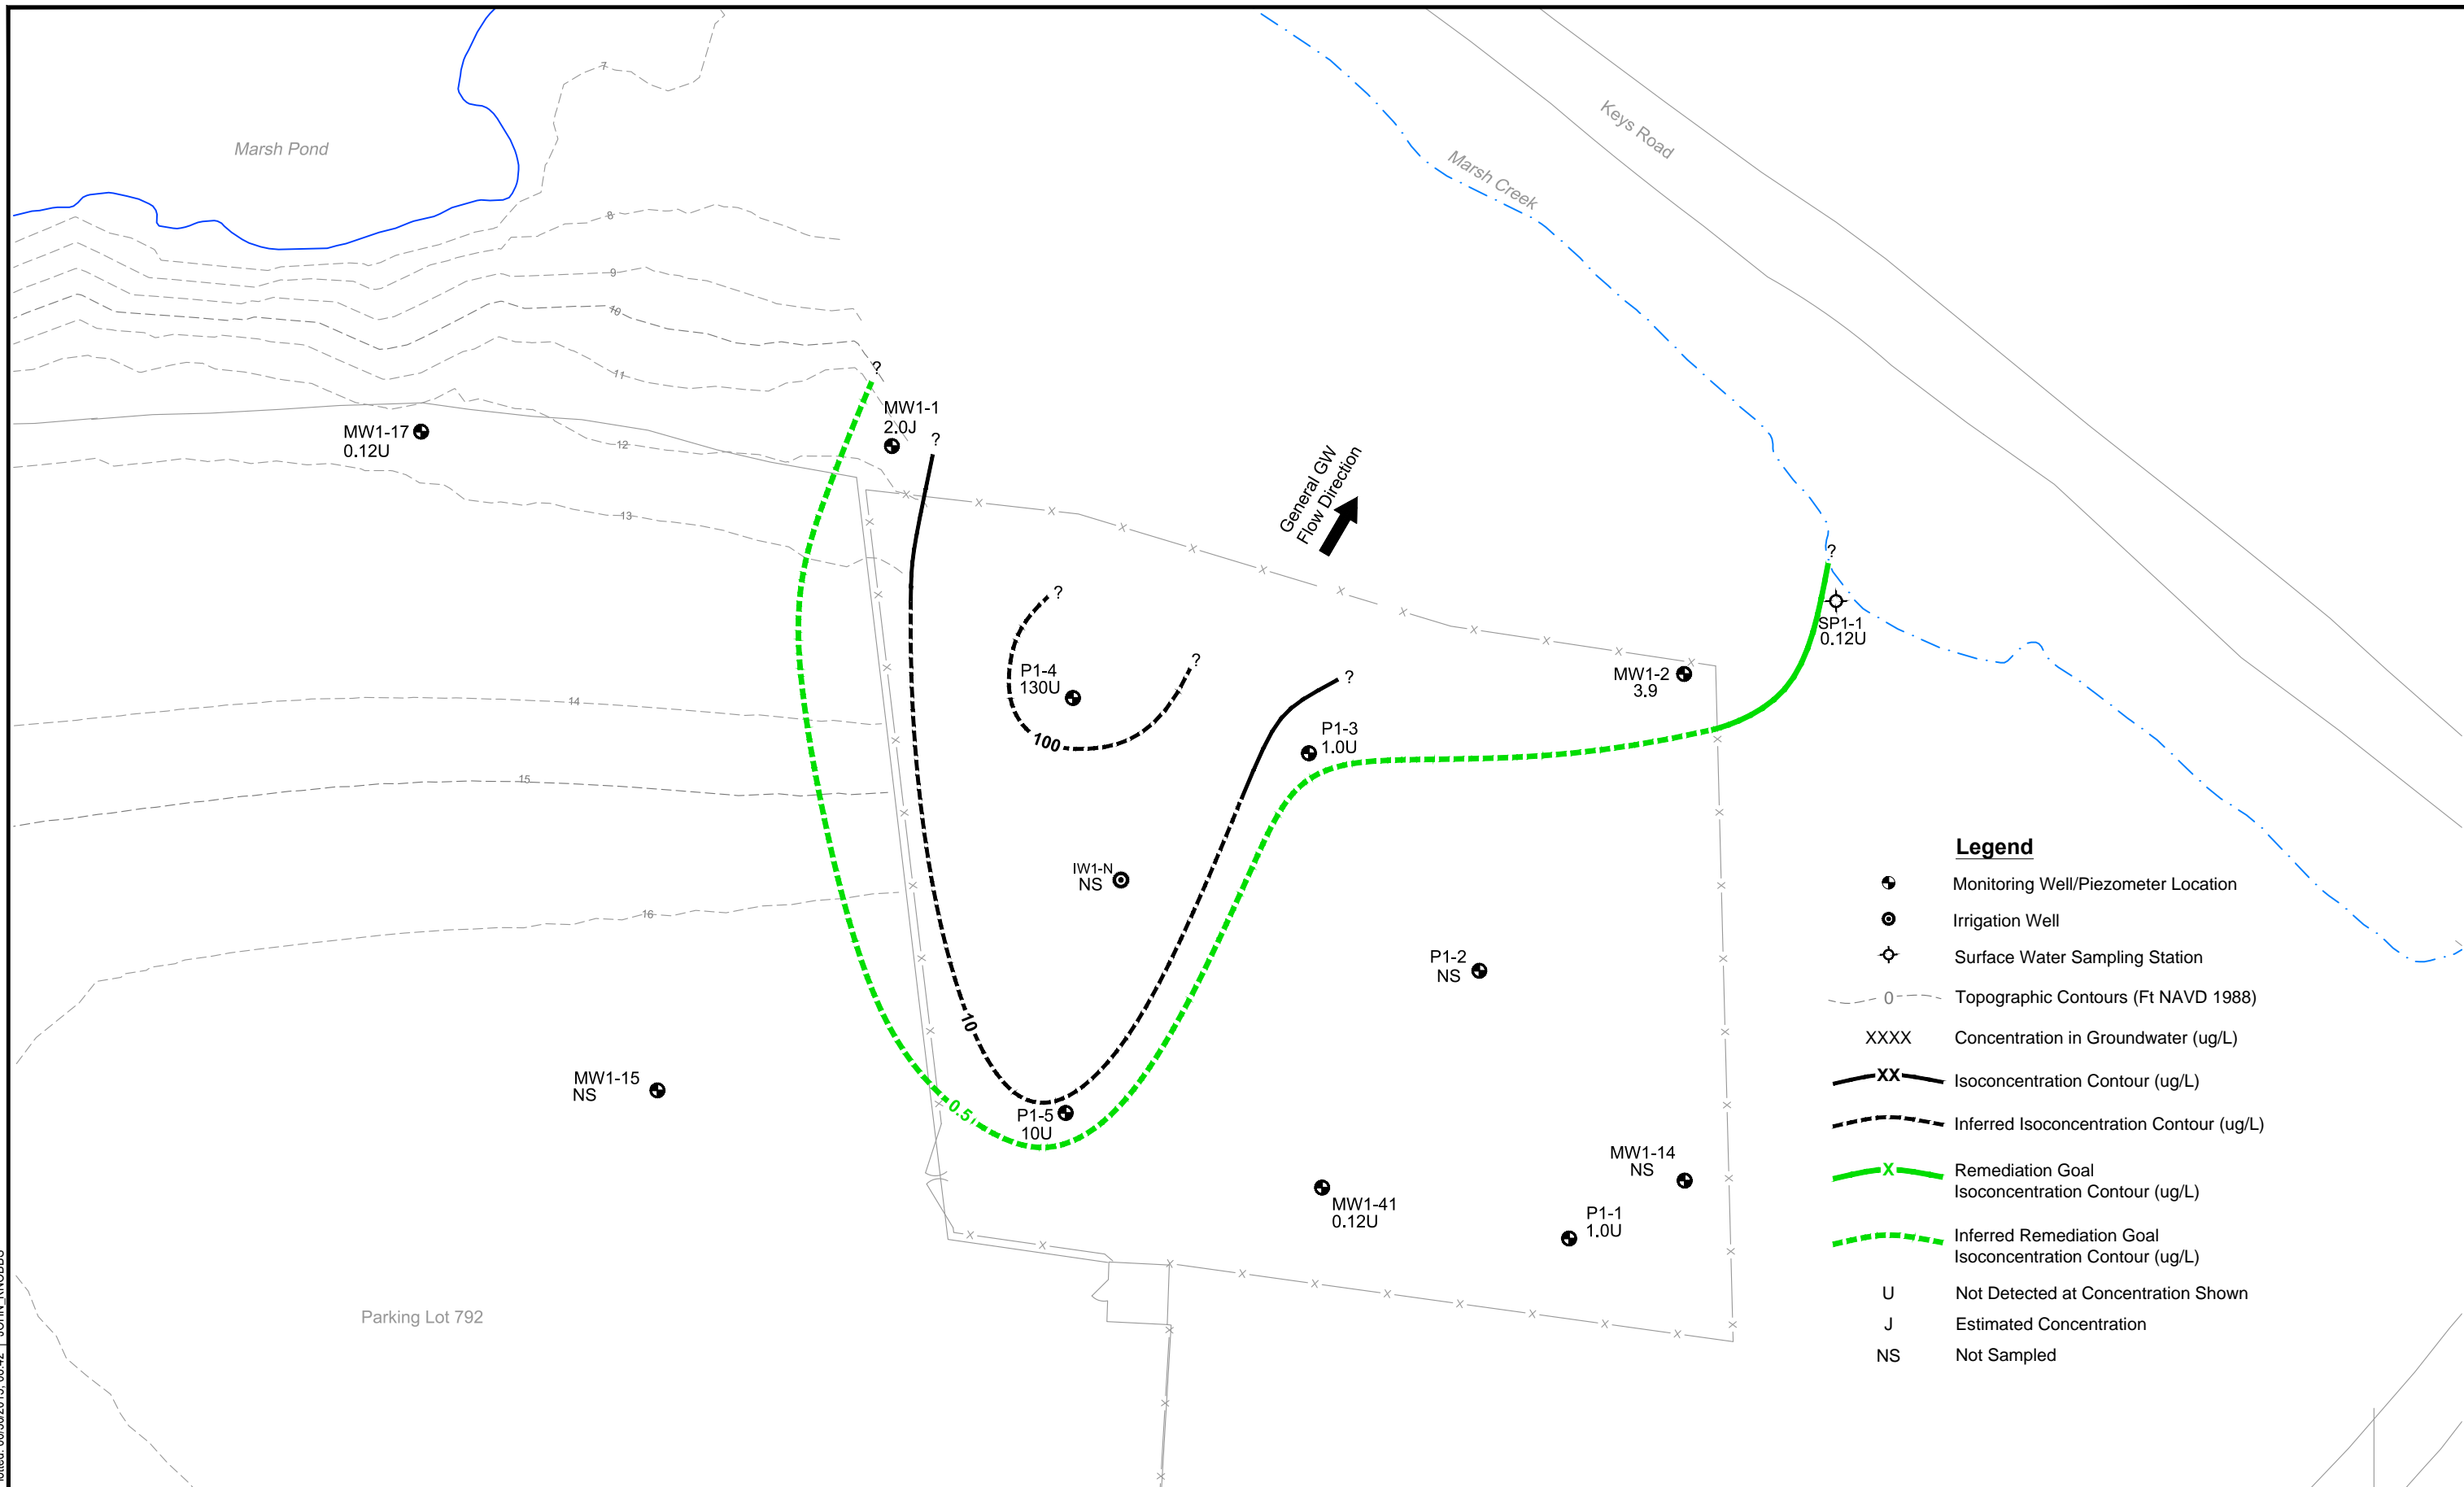 Marsh Pond
7
8
9
10
11
12
13
14
15
16
Keys Road
Marsh Creek
?
MW1-1
2.0J
?
MW1-17
0.12U
General GW
Flow Direction
?
SP1-1
0.12U
?
?
?
P1-4
130U
100
MW1-2
3.9
P1-3
1.0U
IW1-N
NS
P1-2
NS
10
0.5
P1-5
10U
MW1-15
NS
MW1-14
NS
MW1-41
0.12U
P1-1
1.0U
Parking Lot 792
Legend
Monitoring Well/Piezometer Location
Irrigation Well
Surface Water Sampling Station
0 Topographic Contours (Ft NAVD 1988)
XXXX Concentration in Groundwater (ug/L)
XX Isoconcentration Contour (ug/L)
Inferred Isoconcentration Contour (ug/L)
X Remediation Goal
Isoconcentration Contour (ug/L)
Inferred Remediation Goal
Isoconcentration Contour (ug/L)
U Not Detected at Concentration Shown
J Estimated Concentration
NS Not Sampled